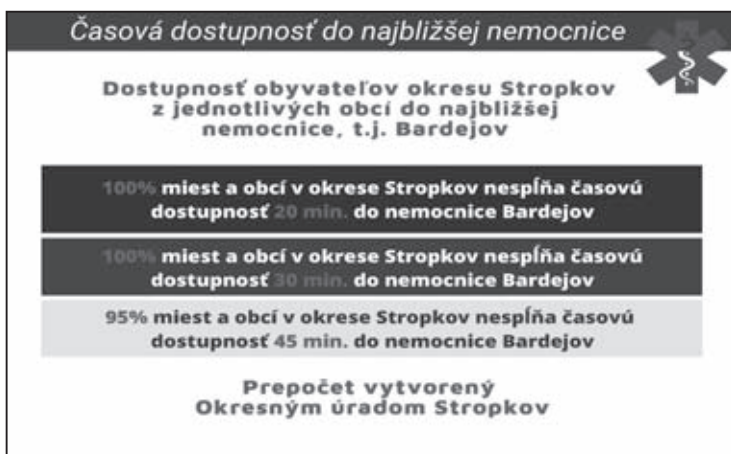 Časová dostupnosť do najbližšej nemocnice
Dostupnosť obyvateľov okresu Stropkov
z jednotlivých obcí do najbližšej
nemocnice, t.j. Bardejov
100% miest a obcí v okrese Stropkov nespĺňa časovú
dostupnosť 20 min. do nemocnice Bardejov
100% miest a obcí v okrese Stropkov nespĺňa časovú
dostupnosť 30 min. do nemocnice Bardejov
95% miest a obcí v okrese Stropkov nespĺňa časovú
dostupnosť 45 min. do nemocnice Bardejov
Prepočet vytvorený
Okresným úradom Stropkov